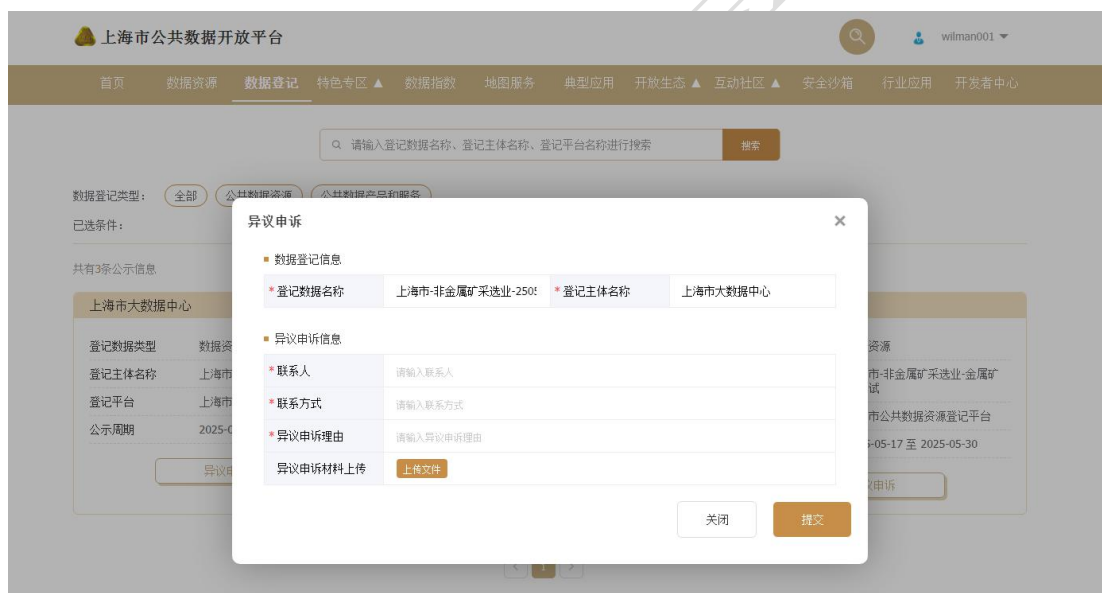 上海市公共数据开放平台
wilman001
首页 数据资源 数据登记 特色专区 ▲ 数据指数 地图服务 典型应用 开放生态 ▲ 互动社区 ▲ 安全沙箱 行业应用 开发者中心
请输入登记数据名称、登记主体名称、登记平台名称进行搜索 搜索
数据登记类型： 全部 公共数据资源 公共数据产品和服务
已选条件：
共有3条公示信息
上海市大数据中心
登记数据类型 数据资
登记主体名称 上海市
登记平台 上海市
公示周期 2025-0
异议申
异议申诉 ×
数据登记信息
*登记数据名称 上海市-非金属矿采选业-2505 *登记主体名称 上海市大数据中心
异议申诉信息
*联系人 请输入联系人
*联系方式 请输入联系方式
*异议申诉理由 请输入异议申诉理由
异议申诉材料上传 上传文件
关闭 提交
资源
市-非金属矿采选业-金属矿
试
市公共数据资源登记平台
-05-17 至 2025-05-30
议申诉
< 1 >